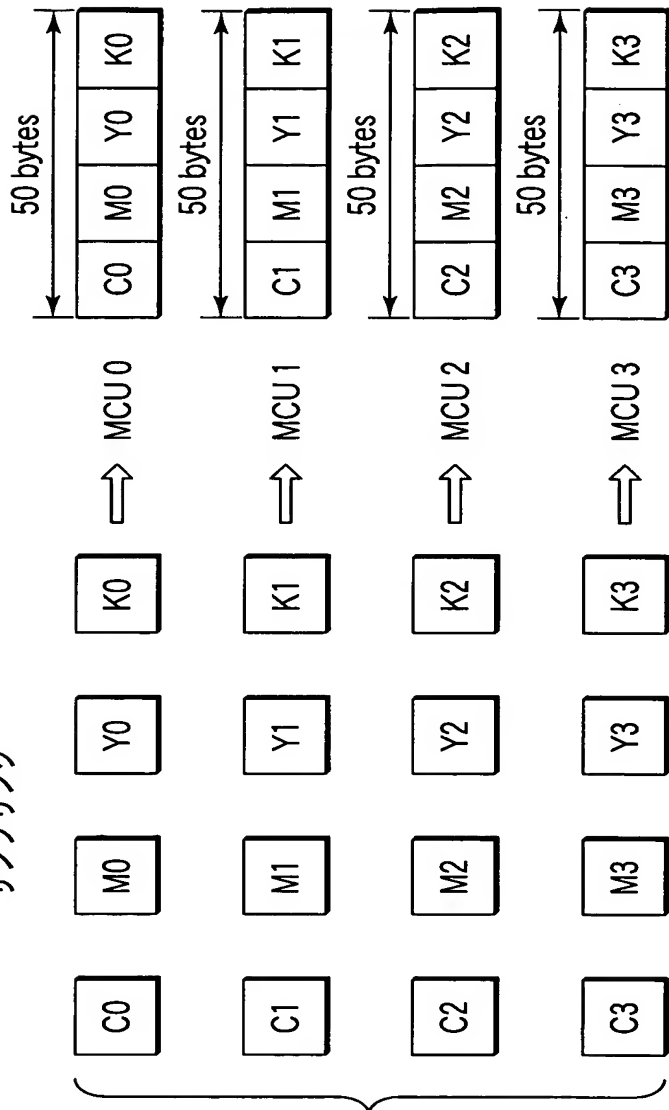 50 bytes
C0 M0 Y0 K0 MCU 0 C0 M0 Y0 K0
50 bytes
C1 M1 Y1 K1 MCU 1 C1 M1 Y1 K1
50 bytes
C2 M2 Y2 K2 MCU 2 C2 M2 Y2 K2
50 bytes
C3 M3 Y3 K3 MCU 3 C3 M3 Y3 K3